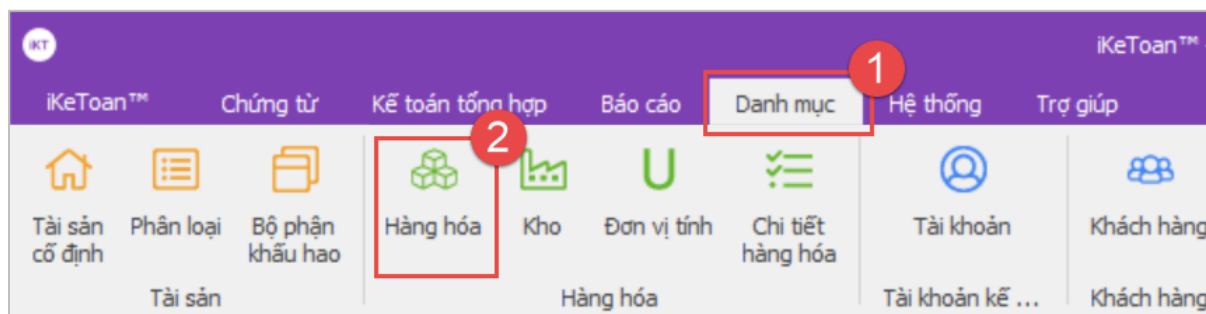 iKT
iKeToan™
1
iKeToan™ Chứng từ Kế toán tổng hợp Báo cáo Danh mục Hệ thống Trợ giúp
2
U
Tài sản cố định Phân loại Bộ phận khấu hao Hàng hóa Kho Đơn vị tính Chi tiết hàng hóa Tài khoản Khách hàng
Tài sản Hàng hóa Tài khoản kế ... Khách hàng